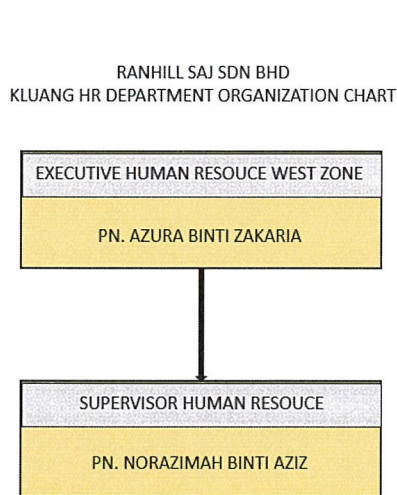 RANHILL SAJ SDN BHD
KLUANG HR DEPARTMENT ORGANIZATION CHART
EXECUTIVE HUMAN RESOUCE WEST ZONE
PN. AZURA BINTI ZAKARIA
SUPERVISOR HUMAN RESOUCE
PN. NORAZIMAH BINTI AZIZ